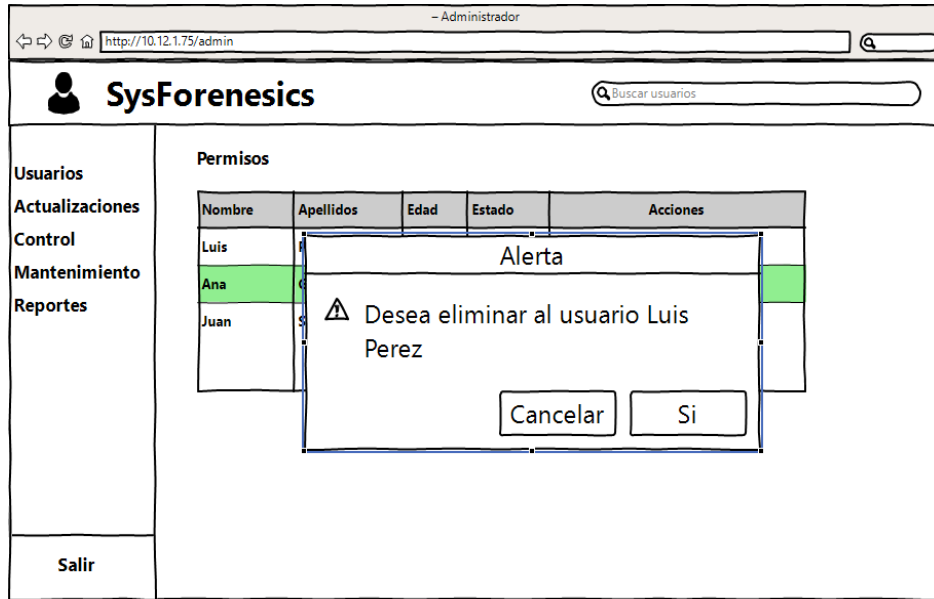 – Administrador
http://10.12.1.75/admin
SysForenesics
Buscar usuarios
Usuarios
Actualizaciones
Control
Mantenimiento
Reportes
Salir
Permisos
Nombre Apellidos Edad Estado Acciones
Luis
Ana
Juan
Alerta
Desea eliminar al usuario Luis
Perez
Cancelar Si